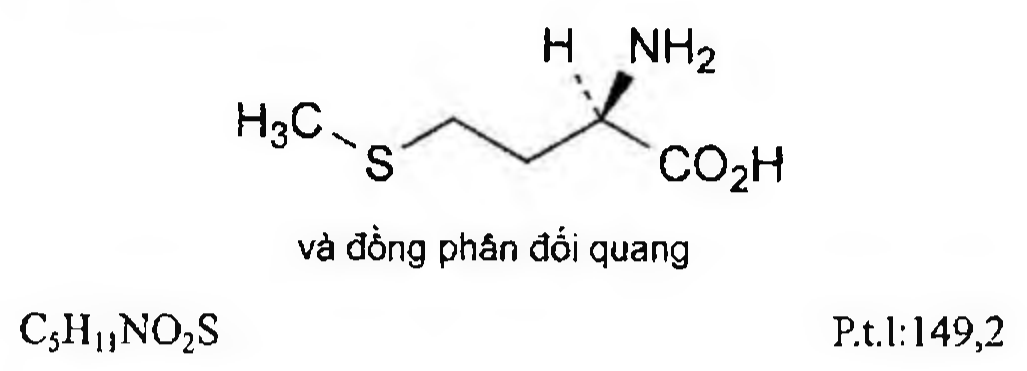 H NH₂
H₃C
S CO₂H
và đồng phân đối quang
C₅H₁₁NO₂S P.t.l:149,2